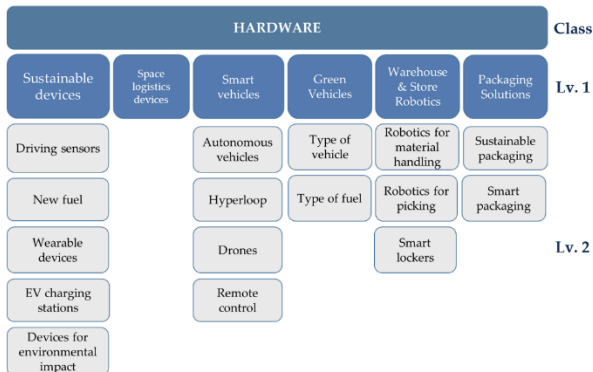 HARDWARE
Class
Sustainable
devices
Space
logistics
devices
Smart
vehicles
Green
Vehicles
Warehouse
& Store
Robotics
Packaging
Solutions
Lv. 1
Driving sensors
Autonomous
vehicles
Type of
vehicle
Robotics for
material
handling
Sustainable
packaging
New fuel
Hyperloop
Type of fuel
Robotics for
picking
Smart
packaging
Wearable
devices
Drones
Smart
lockers
Lv. 2
EV charging
stations
Remote
control
Devices for
environmental
impact